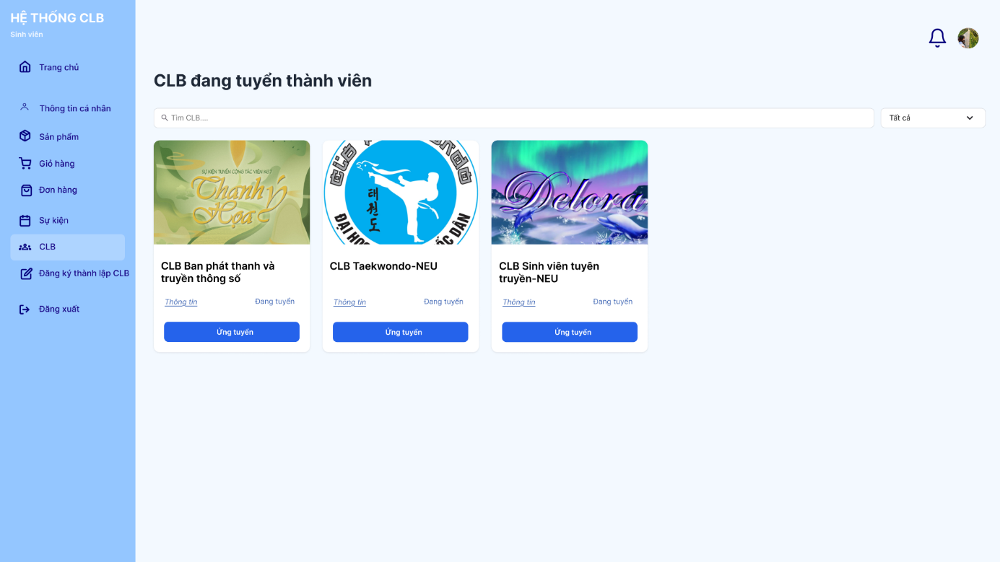 HỆ THỐNG CLB
Sinh viên
Trang chủ
Thông tin cá nhân
Sản phẩm
Giỏ hàng
Đơn hàng
Sự kiện
CLB
Đăng ký thành lập CLB
Đăng xuất
CLB đang tuyển thành viên
Tìm CLB....
Tất cả
SỰ KIỆN TUYỂN CỘNG TÁC VIÊN K67
Thanh ý
Họa
태권도
ĐẠI HỌC
ỐC DÂN
Delora
CLB Ban phát thanh và
truyền thông số
Thông tin
Đang tuyển
Ứng tuyển
CLB Taekwondo-NEU
Thông tin
Đang tuyển
Ứng tuyển
CLB Sinh viên tuyên
truyền-NEU
Thông tin
Đang tuyển
Ứng tuyển